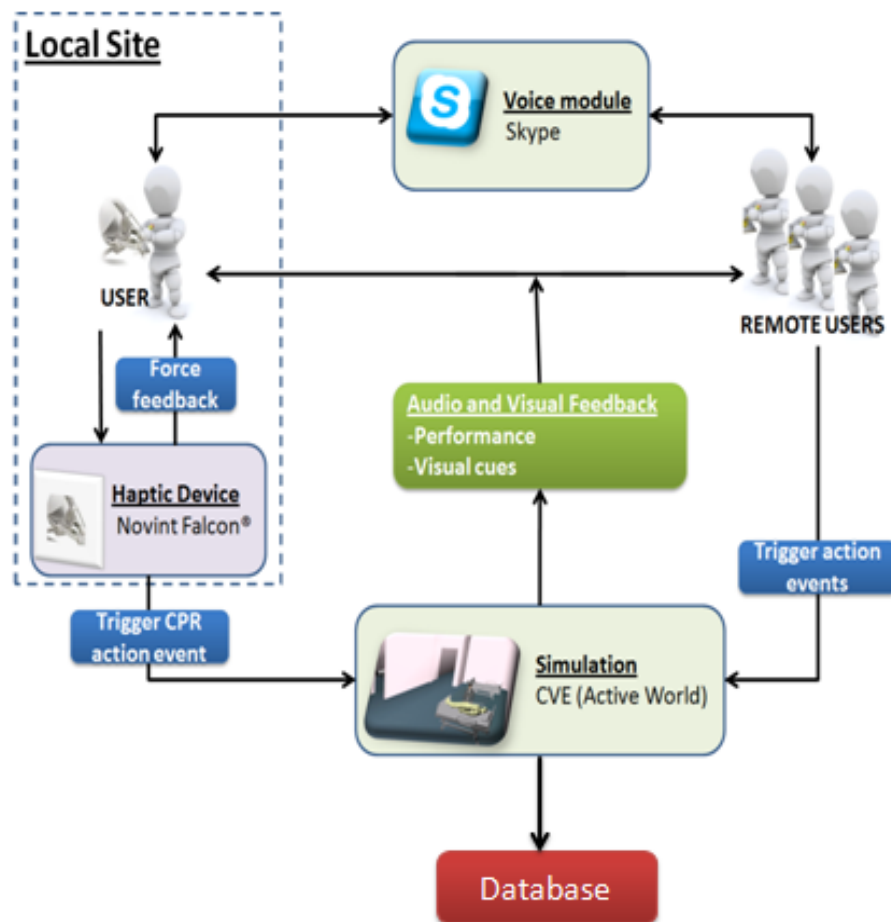 Local Site
S
Voice module
Skype
USER
REMOTE USERS
Force
feedback
Audio and Visual Feedback
-Performance
-Visual cues
Haptic Device
Novint Falcon®
Trigger action
events
Trigger CPR
action event
Simulation
CVE (Active World)
Database